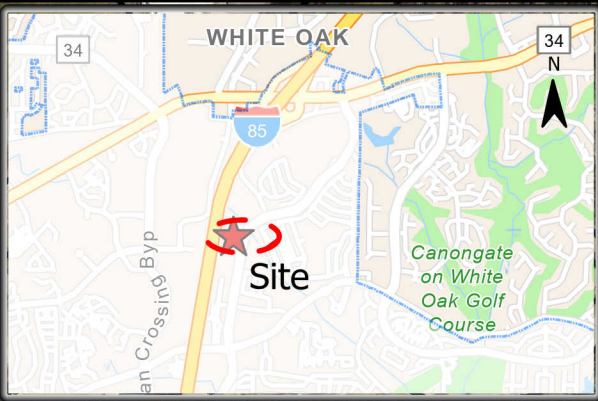 WHITE OAK
34
34
N
85
Site
Canongate
on White
Oak Golf
Course
an Crossing Byp